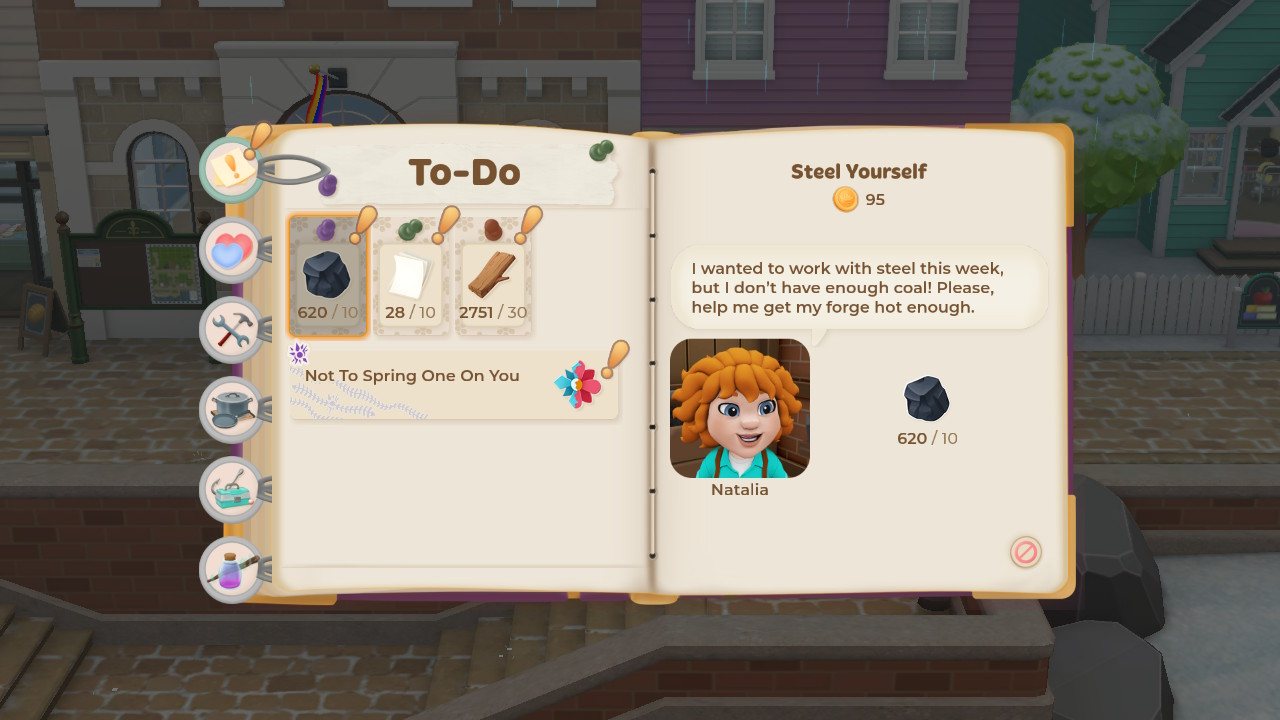 To-Do
620 / 10
28 / 10
2751 / 30
Not To Spring One On You
Steel Yourself
95
I wanted to work with steel this week,
but I don't have enough coal! Please,
help me get my forge hot enough.
Natalia
620 / 10